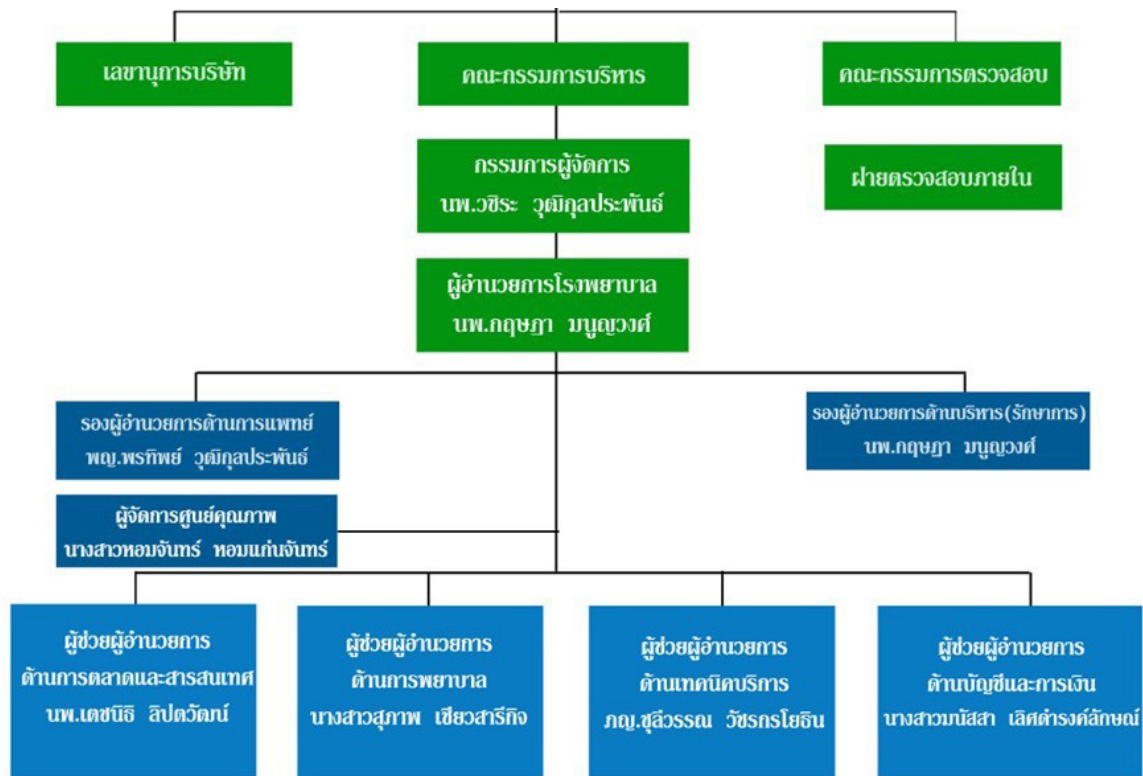 เลขานุการบริษัท
คณะกรรมการบริหาร
คณะกรรมการตรวจสอบ
กรรมการผู้จัดการ
นพ.วชิระ วุฒิกุลประพันธ์
ฝ่ายตรวจสอบภายใน
ผู้อำนวยการโรงพยาบาล
นพ.กฤษฎา มนูญวงศ์
รองผู้อำนวยการด้านการแพทย์
พญ.พรทิพย์ วุฒิกุลประพันธ์
รองผู้อำนวยการด้านบริหาร(รักษาการ)
นพ.กฤษฎา มนูญวงศ์
ผู้จัดการศูนย์คุณภาพ
นางสาวหอมจันทร์ หอมแก่นจันทร์
ผู้ช่วยผู้อำนวยการ
ด้านการตลาดและสารสนเทศ
นพ.เตชนิธิ ลิปตวัฒน์
ผู้ช่วยผู้อำนวยการ
ด้านการพยาบาล
นางสาวสุภาพ เชียวสารีกิจ
ผู้ช่วยผู้อำนวยการ
ด้านเทคนิคบริการ
ภญ.ชุลีวรรณ วัชรกรโยธิน
ผู้ช่วยผู้อำนวยการ
ด้านบัญชีและการเงิน
นางสาวมนัสสา เลิศดำรงค์ลักษณ์